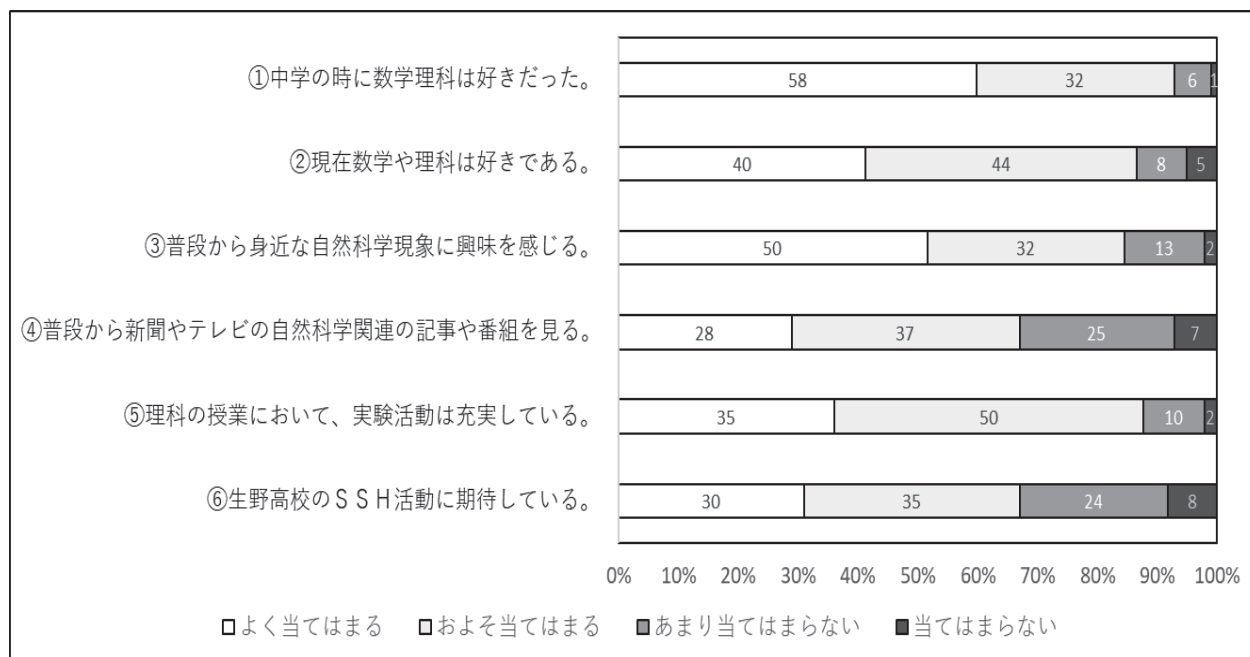 ①中学の時に数学理科は好きだった。
58 32 6 1
②現在数学や理科は好きである。
40 44 8 5
③普段から身近な自然科学現象に興味を感じる。
50 32 13 2
④普段から新聞やテレビの自然科学関連の記事や番組を見る。
28 37 25 7
⑤理科の授業において、実験活動は充実している。
35 50 10 2
⑥生野高校のＳＳＨ活動に期待している。
30 35 24 8
0% 10% 20% 30% 40% 50% 60% 70% 80% 90% 100%
よく当てはまる およそ当てはまる あまり当てはまらない 当てはまらない